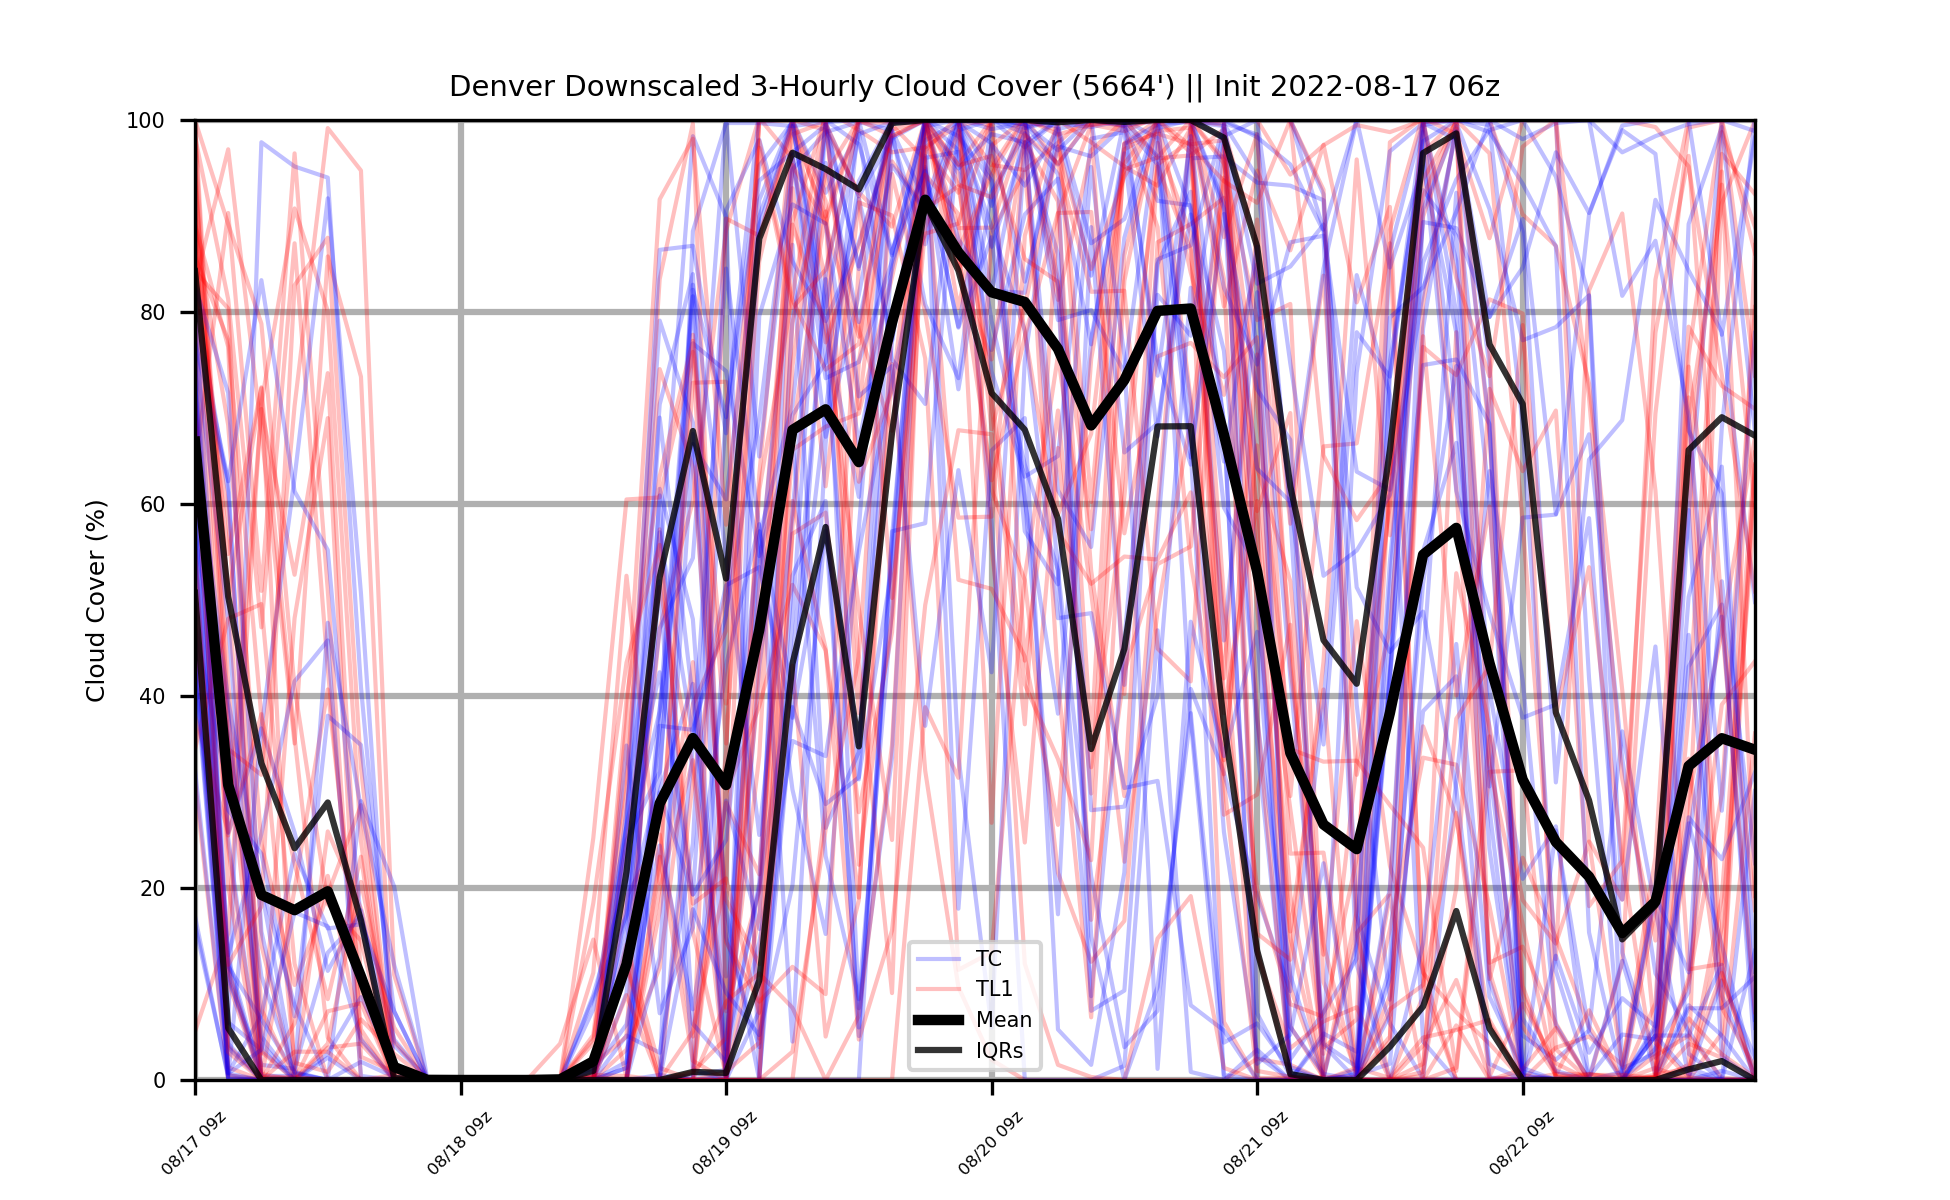 Denver Downscaled 3-Hourly Cloud Cover (5664') || Init 2022-08-17 06z
Cloud Cover (%)
100
80
60
40
20
0
TC
TL1
Mean
IQRs
08/17 09z
08/18 09z
08/19 09z
08/20 09z
08/21 09z
08/22 09z